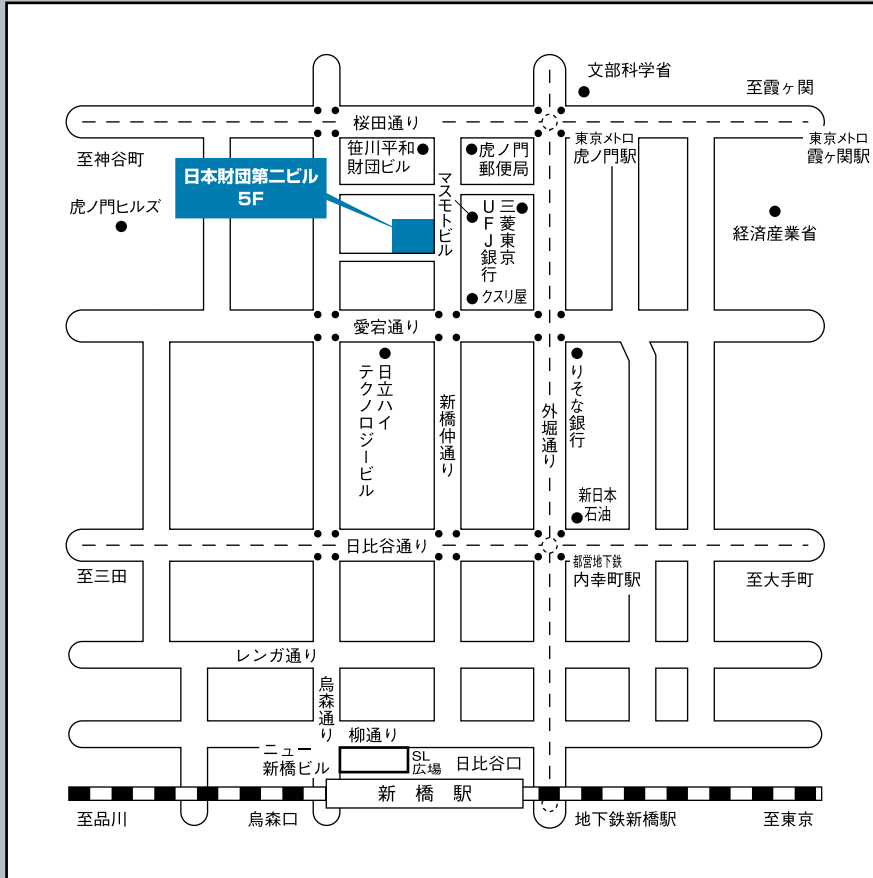 文部科学省
至霞ヶ関
桜田通り
至神谷町
笹川平和
財団ビル
虎ノ門
郵便局
東京メトロ
虎ノ門駅
東京メトロ
霞ヶ関駅
日本財団第二ビル
5F
虎ノ門ヒルズ
マスモトビル
三菱東京
UFJ銀行
経済産業省
クスリ屋
愛宕通り
日立ハイ
テクノロジービル
新橋仲通り
外堀通り
りそな銀行
新日本
石油
日比谷通り
至三田
都営地下鉄
内幸町駅
至大手町
レンガ通り
烏森通り
柳通り
ニュー
新橋ビル
SL
広場
日比谷口
新橋駅
至品川
烏森口
地下鉄新橋駅
至東京